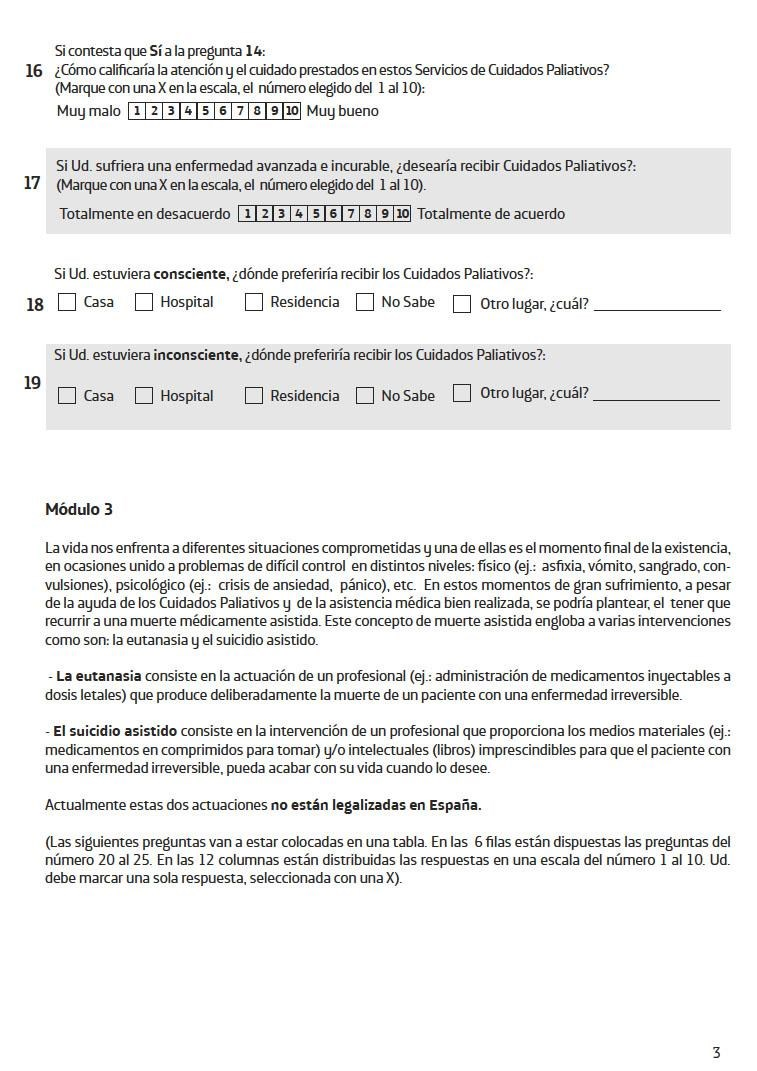 Si contesta que Sí a la pregunta 14:
16 ¿Cómo calificaría la atención y el cuidado prestados en estos Servicios de Cuidados Paliativos?
(Marque con una X en la escala, el número elegido del 1 al 10):
Muy malo 1 2 3 4 5 6 7 8 9 10 Muy bueno
Si Ud. sufriera una enfermedad avanzada e incurable, ¿desearía recibir Cuidados Paliativos?:
17 (Marque con una X en la escala, el número elegido del 1 al 10).
Totalmente en desacuerdo 1 2 3 4 5 6 7 8 9 10 Totalmente de acuerdo
Si Ud. estuviera consciente, ¿dónde preferiría recibir los Cuidados Paliativos?:
18 Casa Hospital Residencia No Sabe Otro lugar, ¿cuál? ________________
Si Ud. estuviera inconsciente, ¿dónde preferiría recibir los Cuidados Paliativos?:
19 Casa Hospital Residencia No Sabe Otro lugar, ¿cuál? ________________
Módulo 3
La vida nos enfrenta a diferentes situaciones comprometidas y una de ellas es el momento final de la existencia,
en ocasiones unido a problemas de difícil control en distintos niveles: físico (ej.: asfixia, vómito, sangrado, con-
vulsiones), psicológico (ej.: crisis de ansiedad, pánico), etc. En estos momentos de gran sufrimiento, a pesar
de la ayuda de los Cuidados Paliativos y de la asistencia médica bien realizada, se podría plantear, el tener que
recurrir a una muerte médicamente asistida. Este concepto de muerte asistida engloba a varias intervenciones
como son: la eutanasia y el suicidio asistido.
- La eutanasia consiste en la actuación de un profesional (ej.: administración de medicamentos inyectables a
dosis letales) que produce deliberadamente la muerte de un paciente con una enfermedad irreversible.
- El suicidio asistido consiste en la intervención de un profesional que proporciona los medios materiales (ej.:
medicamentos en comprimidos para tomar) y/o intelectuales (libros) imprescindibles para que el paciente con
una enfermedad irreversible, pueda acabar con su vida cuando lo desee.
Actualmente estas dos actuaciones no están legalizadas en España.
(Las siguientes preguntas van a estar colocadas en una tabla. En las 6 filas están dispuestas las preguntas del
número 20 al 25. En las 12 columnas están distribuidas las respuestas en una escala del número 1 al 10. Ud.
debe marcar una sola respuesta, seleccionada con una X).
3